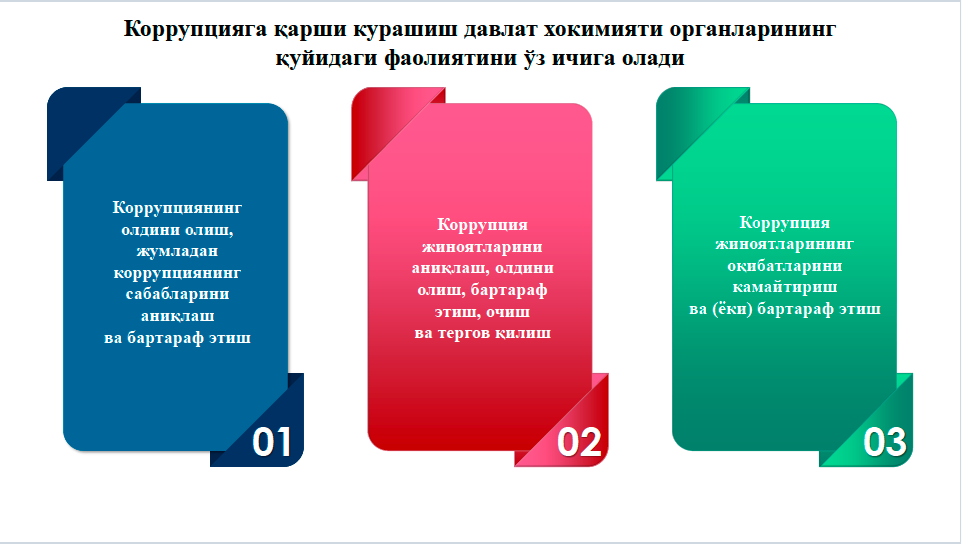 Коррупцияга қарши курашиш давлат хокимияти органларининг
қуйидаги фаолиятини ўз ичига олади
Коррупциянинг
олдини олиш,
жумладан
коррупциянинг
сабабларини
аниқлаш
ва бартараф этиш
01
Коррупция
жиноятларини
аниқлаш, олдини
олиш, бартараф
этиш, очиш
ва тергов қилиш
02
Коррупция
жиноятларининг
оқибатларини
камайтириш
ва (ёки) бартараф этиш
03